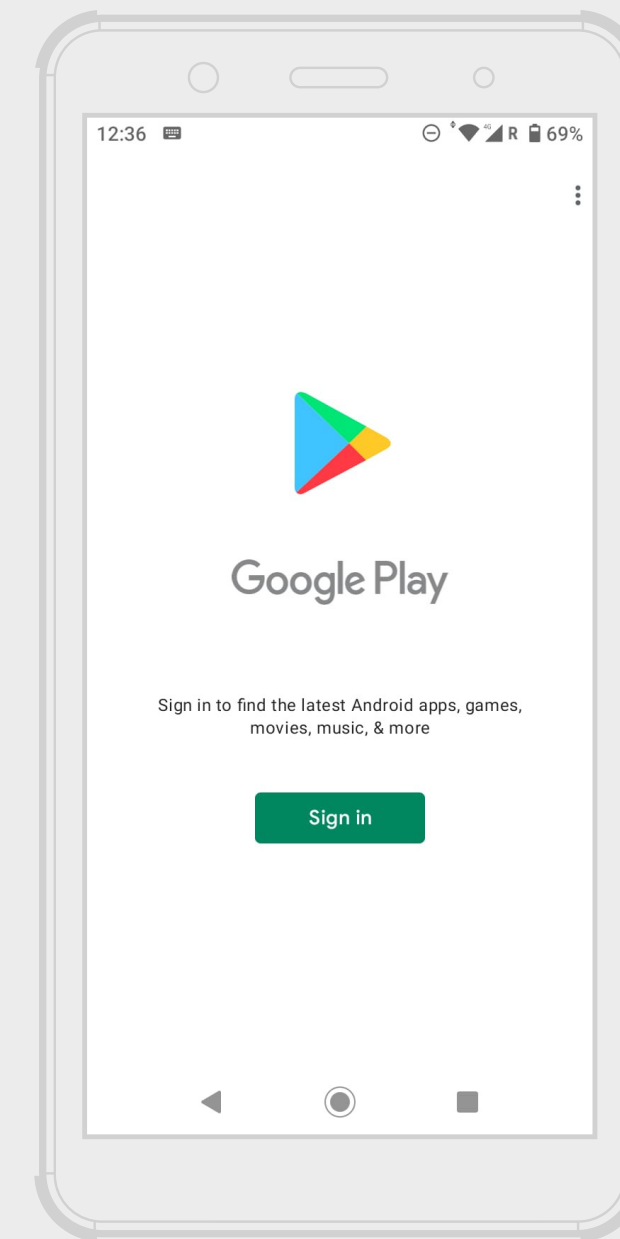 12:36
4G R 69%
Google Play
Sign in to find the latest Android apps, games,
movies, music, & more
Sign in